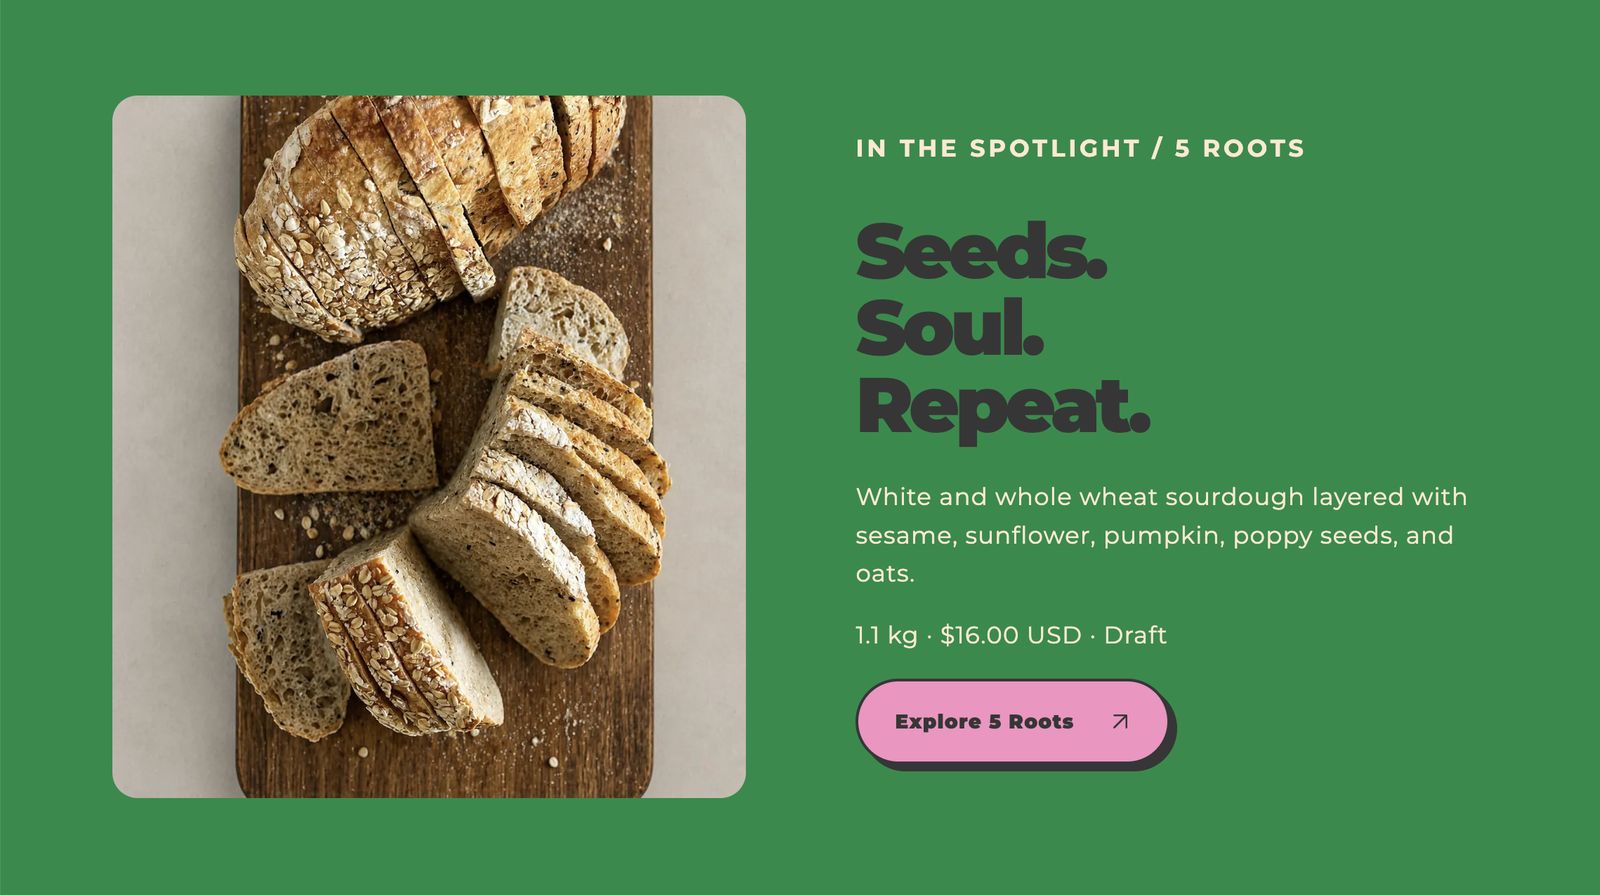 IN THE SPOTLIGHT / 5 ROOTS
Seeds.
Soul.
Repeat.
White and whole wheat sourdough layered with
sesame, sunflower, pumpkin, poppy seeds, and
oats.
1.1 kg · $16.00 USD · Draft
Explore 5 Roots